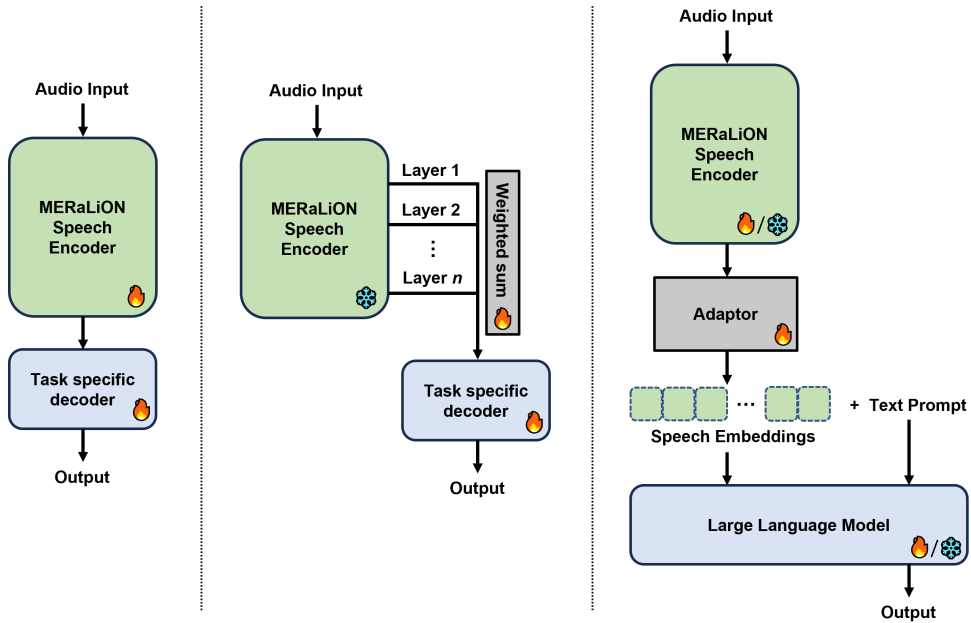 Audio Input
MERaLiON
Speech
Encoder
Task specific
decoder
Output
Audio Input
MERaLiON
Speech
Encoder
Layer 1
Layer 2
⋮
Layer n
Weighted sum
Task specific
decoder
Output
Audio Input
MERaLiON
Speech
Encoder
/
Adaptor
... + Text Prompt
Speech Embeddings
Large Language Model
/
Output